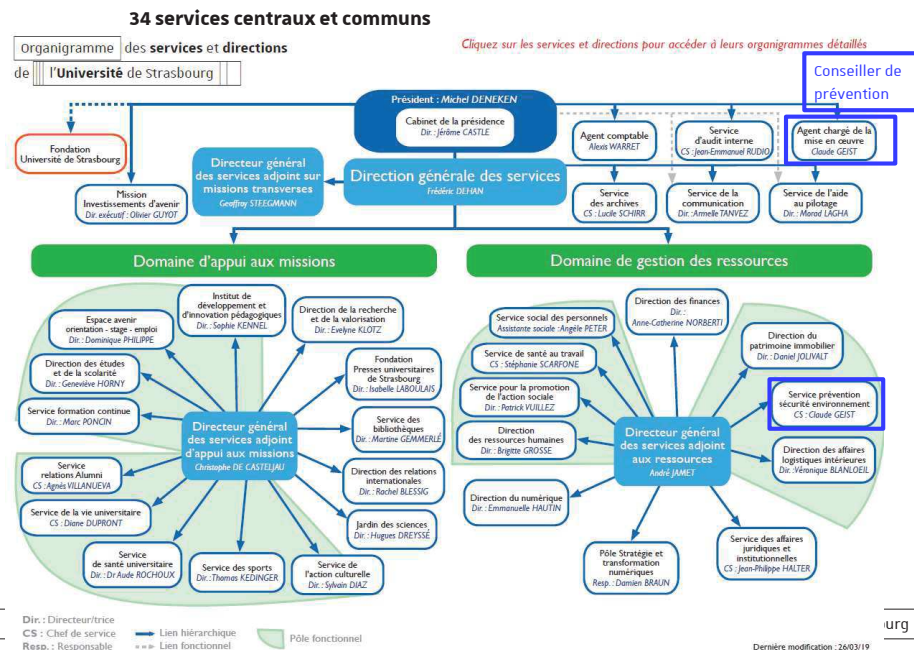 34 services centraux et communs
Organigramme des services et directions
de l'Université de Strasbourg
Cliquez sur les services et directions pour accéder à leurs organigrammes détaillés
Conseiller de
prévention
Président : Michel DENEKEN
Cabinet de la présidence
Dir. : Jérôme CASTLE
Agent comptable
Alexis WARRET
Service
d'audit interne
CS : Jean-Emmanuel RUDIO
Agent chargé de la
mise en œuvre
Claude GEIST
Fondation
Université de Strasbourg
Mission
Investissements d'avenir
Dir. exécutif : Olivier GUYOT
Directeur général
des services adjoint sur
missions transverses
Geoffroy STEEGMANN
Direction générale des services
Frédéric DEHAN
Service
des archives
CS : Lucile SCHIRR
Service de la
communication
Dir. : Armelle TANVEZ
Service de l'aide
au pilotage
Dir. : Morad LAGHA
Domaine d'appui aux missions
Domaine de gestion des ressources
Institut de
développement et
d'innovation pédagogiques
Dir. : Sophie KENNEL
Direction de la recherche
et de la valorisation
Dir. : Evelyne KLOTZ
Espace avenir
orientation - stage - emploi
Dir. : Dominique PHILIPPE
Direction des études
et de la scolarité
Dir. : Geneviève HORNY
Service formation continue
Dir. : Marc PONCIN
Fondation
Presses universitaires
de Strasbourg
Dir. : Isabelle LABOULAIS
Service des
bibliothèques
Dir. : Martine GEMMERLÉ
Directeur général
des services adjoint
d'appui aux missions
Christophe DE CASTELJAU
Service
relations Alumni
CS : Agnès VILLANUEVA
Direction des relations
internationales
Dir. : Rachel BLESSIG
Service de la vie universitaire
CS : Diane DUPRONT
Jardin des sciences
Dir. : Hugues DREYSSÉ
Service
de santé universitaire
Dir. : Dr Aude ROCHOUX
Service des sports
Dir. : Thomas KEDINGER
Service de
l'action culturelle
Dir. : Sylvain DIAZ
Service social des personnels
Assistante sociale : Angèle PETER
Direction des finances
Dir. :
Anne-Catherine NORBERTI
Service de santé au travail
CS : Stéphanie SCARFONE
Direction du
patrimoine immobilier
Dir. : Daniel JOLIVALT
Service pour la promotion
de l'action sociale
Dir. : Patrick VUILLEZ
Service prévention
sécurité environnement
CS : Claude GEIST
Direction
des ressources humaines
Dir. : Brigitte GROSSE
Directeur général
des services adjoint
aux ressources
André JAMET
Direction des affaires
logistiques intérieures
Dir. : Véronique BLANLOEIL
Direction du numérique
Dir. : Emmanuelle HAUTIN
Pôle Stratégie et
transformation
numériques
Resp. : Damien BRAUN
Service des affaires
juridiques et
institutionnelles
CS : Jean-Philippe HALTER
Dir. : Directeur/trice
CS : Chef de service
Resp. : Responsable
Lien hiérarchique
Lien fonctionnel
Pôle fonctionnel
urg
Dernière modification : 26/03/19